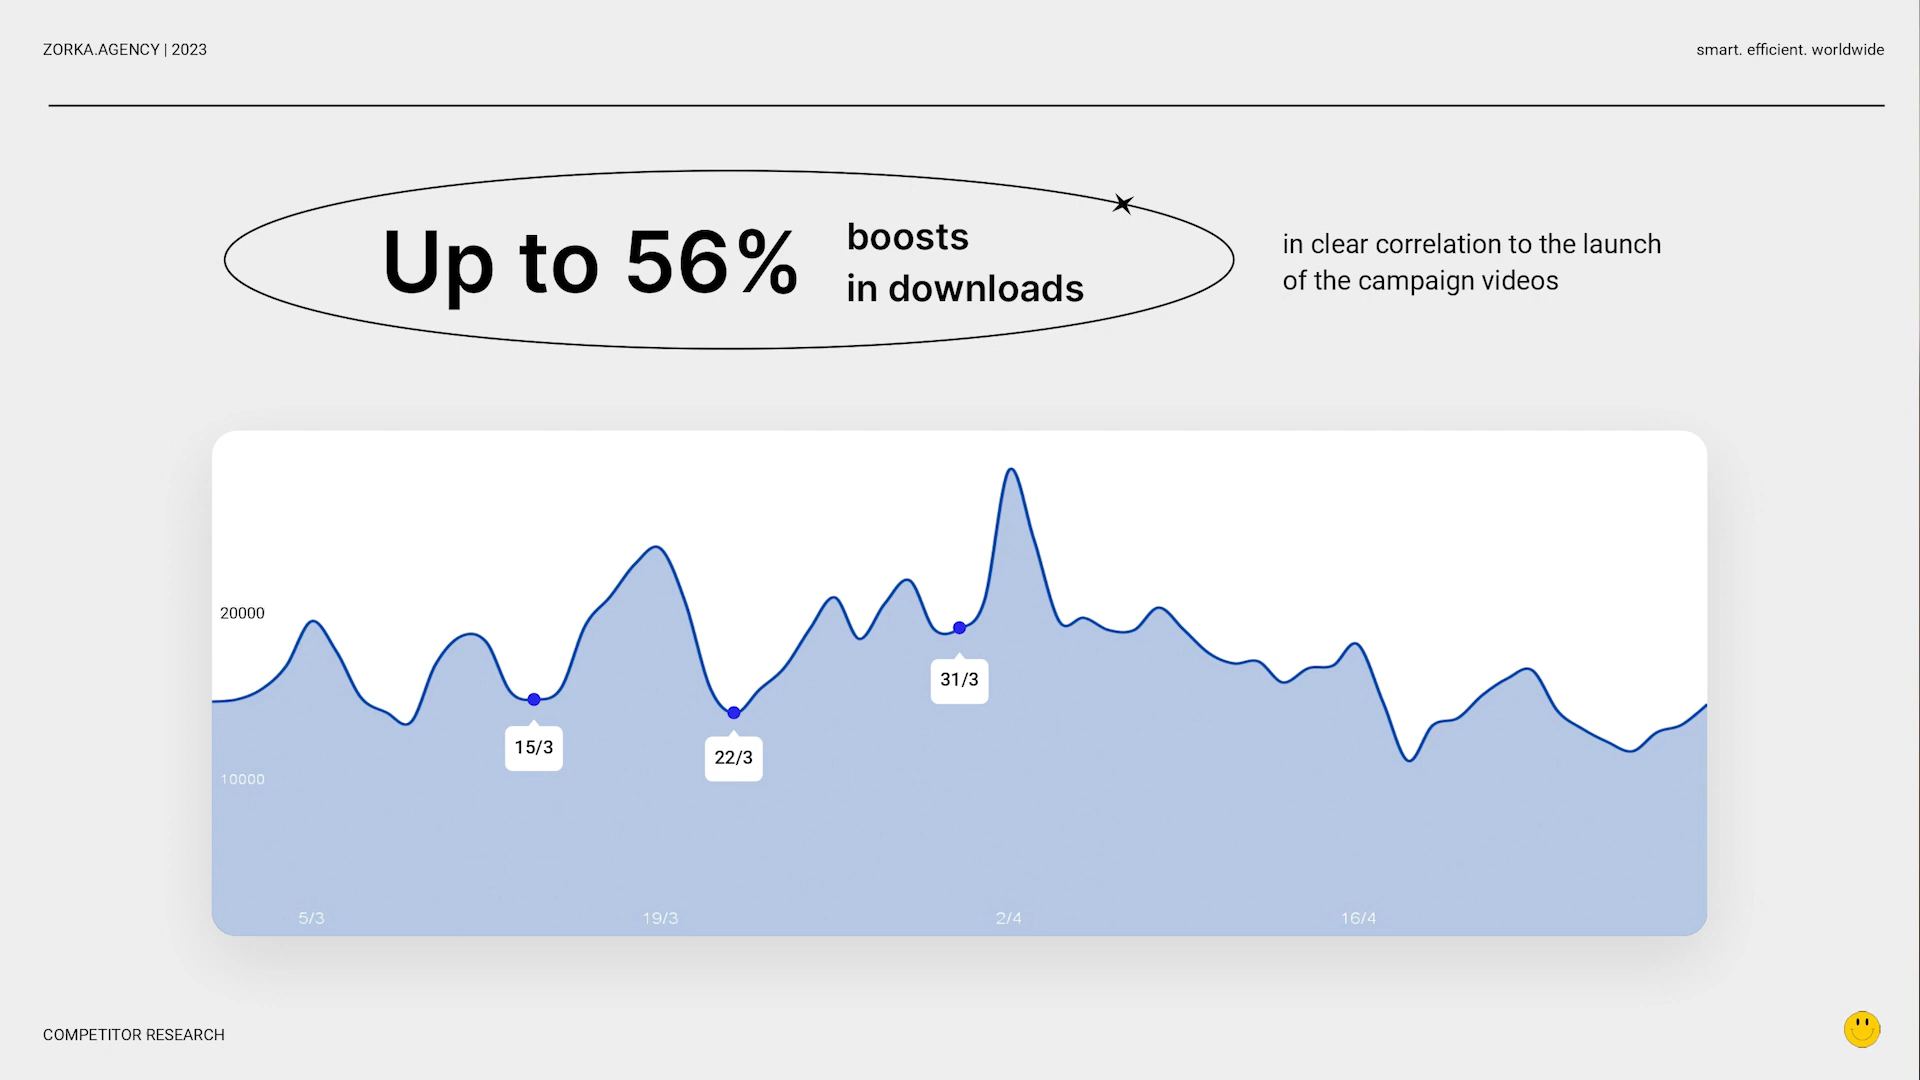 ZORKA.AGENCY | 2023
smart. efficient. worldwide
Up to 56%
boosts
in downloads
in clear correlation to the launch
of the campaign videos
20000
10000
15/3
22/3
31/3
5/3
19/3
2/4
16/4
COMPETITOR RESEARCH